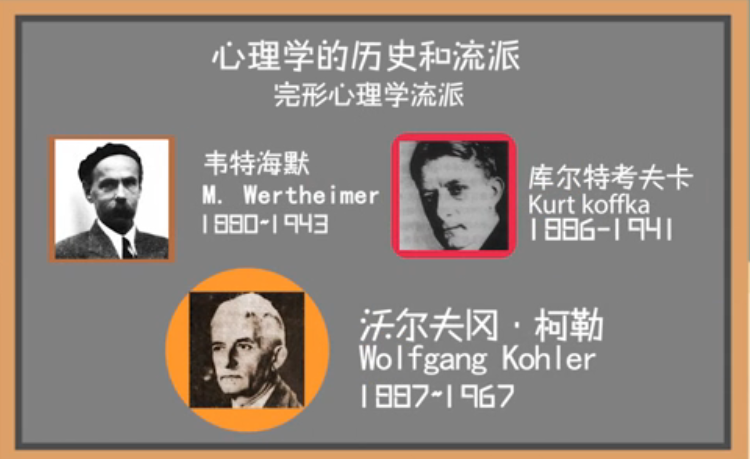 心理学的历史和流派
完形心理学流派
韦特海默
M. Wertheimer
1880~1943
库尔特考夫卡
Kurt koffka
1886-1941
沃尔夫冈·柯勒
Wolfgang Kohler
1887~1967